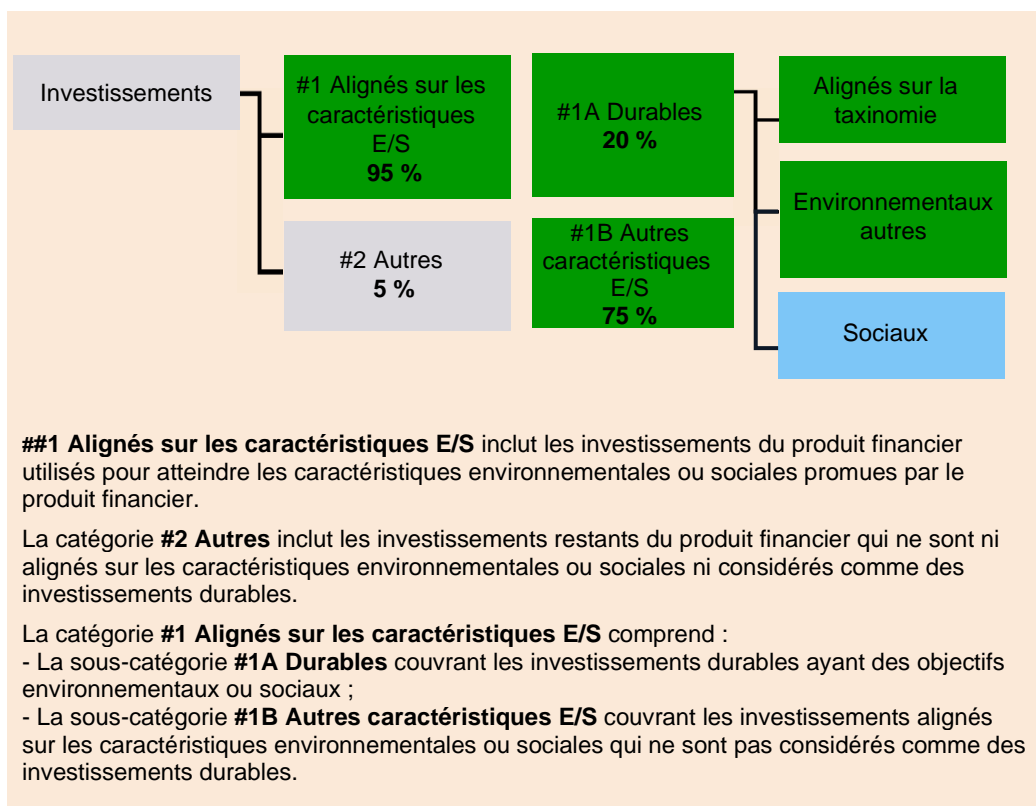 Investissements
#1 Alignés sur les
caractéristiques
E/S
95 %
#2 Autres
5 %
#1A Durables
20 %
#1B Autres
caractéristiques
E/S
75 %
Alignés sur la
taxinomie
Environnementaux
autres
Sociaux
##1 Alignés sur les caractéristiques E/S inclut les investissements du produit financier
utilisés pour atteindre les caractéristiques environnementales ou sociales promues par le
produit financier.
La catégorie #2 Autres inclut les investissements restants du produit financier qui ne sont ni
alignés sur les caractéristiques environnementales ou sociales ni considérés comme des
investissements durables.
La catégorie #1 Alignés sur les caractéristiques E/S comprend :
- La sous-catégorie #1A Durables couvrant les investissements durables ayant des objectifs
environnementaux ou sociaux ;
- La sous-catégorie #1B Autres caractéristiques E/S couvrant les investissements alignés
sur les caractéristiques environnementales ou sociales qui ne sont pas considérés comme des
investissements durables.